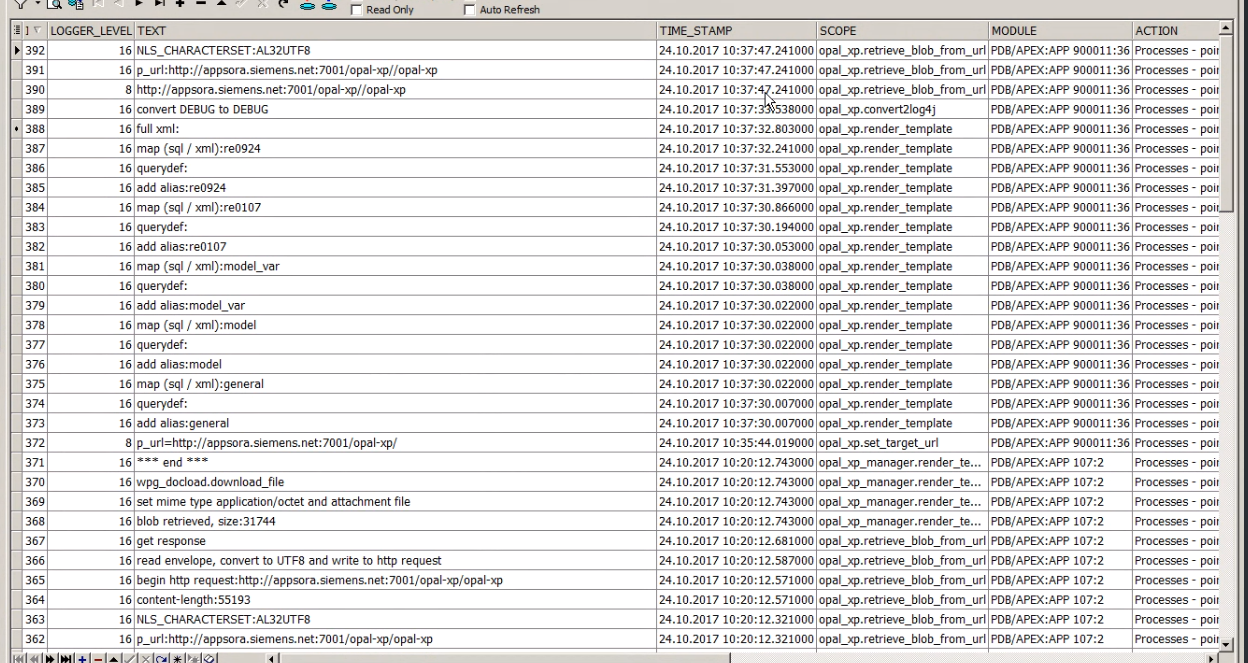 Read Only Auto Refresh
I LOGGER_LEVEL TEXT TIME_STAMP SCOPE MODULE ACTION
392 16 NLS_CHARACTERSET:AL32UTF8 24.10.2017 10:37:47.241000 opal_xp.retrieve_blob_from_url PDB/APEX:APP 900011:36 Processes - poir
391 16 p_url:http://appsora.siemens.net:7001/opal-xp//opal-xp 24.10.2017 10:37:47.241000 opal_xp.retrieve_blob_from_url PDB/APEX:APP 900011:36 Processes - poir
390 8 http://appsora.siemens.net:7001/opal-xp//opal-xp 24.10.2017 10:37:47.241000 opal_xp.retrieve_blob_from_url PDB/APEX:APP 900011:36 Processes - poir
389 16 convert DEBUG to DEBUG 24.10.2017 10:37:33.538000 opal_xp.convert2log4j PDB/APEX:APP 900011:36 Processes - poir
388 16 full xml: 24.10.2017 10:37:32.803000 opal_xp.render_template PDB/APEX:APP 900011:36 Processes - poir
387 16 map (sql / xml):re0924 24.10.2017 10:37:32.241000 opal_xp.render_template PDB/APEX:APP 900011:36 Processes - poir
386 16 querydef: 24.10.2017 10:37:31.553000 opal_xp.render_template PDB/APEX:APP 900011:36 Processes - poir
385 16 add alias:re0924 24.10.2017 10:37:31.397000 opal_xp.render_template PDB/APEX:APP 900011:36 Processes - poir
384 16 map (sql / xml):re0107 24.10.2017 10:37:30.866000 opal_xp.render_template PDB/APEX:APP 900011:36 Processes - poir
383 16 querydef: 24.10.2017 10:37:30.194000 opal_xp.render_template PDB/APEX:APP 900011:36 Processes - poir
382 16 add alias:re0107 24.10.2017 10:37:30.053000 opal_xp.render_template PDB/APEX:APP 900011:36 Processes - poir
381 16 map (sql / xml):model_var 24.10.2017 10:37:30.038000 opal_xp.render_template PDB/APEX:APP 900011:36 Processes - poir
380 16 querydef: 24.10.2017 10:37:30.038000 opal_xp.render_template PDB/APEX:APP 900011:36 Processes - poir
379 16 add alias:model_var 24.10.2017 10:37:30.022000 opal_xp.render_template PDB/APEX:APP 900011:36 Processes - poir
378 16 map (sql / xml):model 24.10.2017 10:37:30.022000 opal_xp.render_template PDB/APEX:APP 900011:36 Processes - poir
377 16 querydef: 24.10.2017 10:37:30.022000 opal_xp.render_template PDB/APEX:APP 900011:36 Processes - poir
376 16 add alias:model 24.10.2017 10:37:30.022000 opal_xp.render_template PDB/APEX:APP 900011:36 Processes - poir
375 16 map (sql / xml):general 24.10.2017 10:37:30.022000 opal_xp.render_template PDB/APEX:APP 900011:36 Processes - poir
374 16 querydef: 24.10.2017 10:37:30.007000 opal_xp.render_template PDB/APEX:APP 900011:36 Processes - poir
373 16 add alias:general 24.10.2017 10:37:30.007000 opal_xp.render_template PDB/APEX:APP 900011:36 Processes - poir
372 8 p_url=http://appsora.siemens.net:7001/opal-xp/ 24.10.2017 10:35:44.019000 opal_xp.set_target_url PDB/APEX:APP 900011:36 Processes - poir
371 16 *** end *** 24.10.2017 10:20:12.743000 opal_xp_manager.render_te... PDB/APEX:APP 107:2 Processes - poir
370 16 wpg_docload.download_file 24.10.2017 10:20:12.743000 opal_xp_manager.render_te... PDB/APEX:APP 107:2 Processes - poir
369 16 set mime type application/octet and attachment file 24.10.2017 10:20:12.743000 opal_xp_manager.render_te... PDB/APEX:APP 107:2 Processes - poir
368 16 blob retrieved, size:31744 24.10.2017 10:20:12.743000 opal_xp_manager.render_te... PDB/APEX:APP 107:2 Processes - poir
367 16 get response 24.10.2017 10:20:12.681000 opal_xp.retrieve_blob_from_url PDB/APEX:APP 107:2 Processes - poir
366 16 read envelope, convert to UTF8 and write to http request 24.10.2017 10:20:12.587000 opal_xp.retrieve_blob_from_url PDB/APEX:APP 107:2 Processes - poir
365 16 begin http request:http://appsora.siemens.net:7001/opal-xp/opal-xp 24.10.2017 10:20:12.571000 opal_xp.retrieve_blob_from_url PDB/APEX:APP 107:2 Processes - poir
364 16 content-length:55193 24.10.2017 10:20:12.571000 opal_xp.retrieve_blob_from_url PDB/APEX:APP 107:2 Processes - poir
363 16 NLS_CHARACTERSET:AL32UTF8 24.10.2017 10:20:12.321000 opal_xp.retrieve_blob_from_url PDB/APEX:APP 107:2 Processes - poir
362 16 p_url:http://appsora.siemens.net:7001/opal-xp/opal-xp 24.10.2017 10:20:12.321000 opal_xp.retrieve_blob_from_url PDB/APEX:APP 107:2 Processes - poir